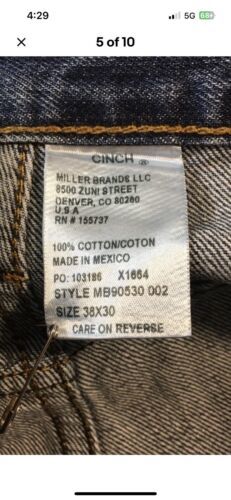 4:29 5G 68
× 5 of 10
CINCH ®
MILLER BRANDS LLC
8500 ZUNI STREET
DENVER, CO 80260
U.S.A
RN # 155737
100% COTTON/COTON
MADE IN MEXICO
PO: 103186 X1664
STYLE MB90530 002
SIZE 38X30
CARE ON REVERSE